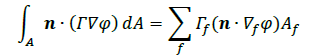 ∫_A n · (Γ∇φ) dA = ∑_f Γ_f (n · ∇_f φ) A_f